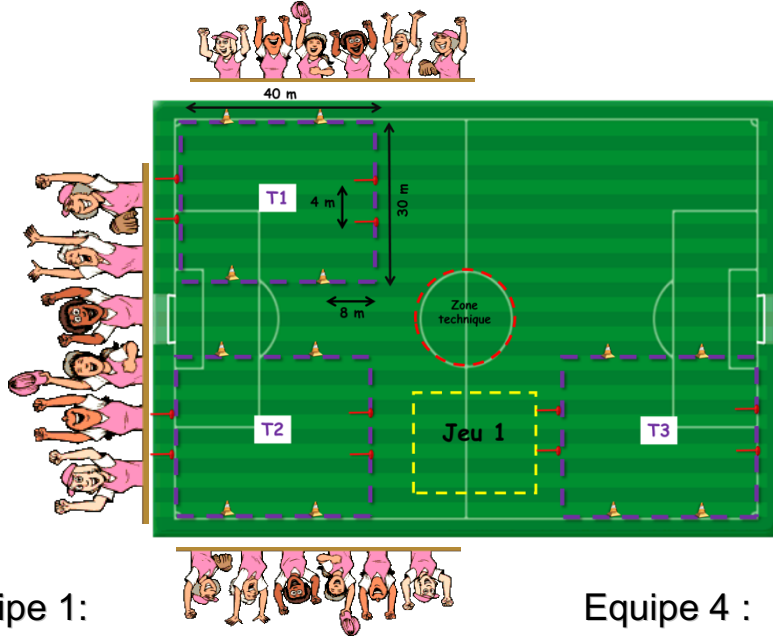 40 m
T1
4 m
30 m
8 m
Zone
technique
T2
Jeu 1
T3
ipe 1:
Equipe 4 :